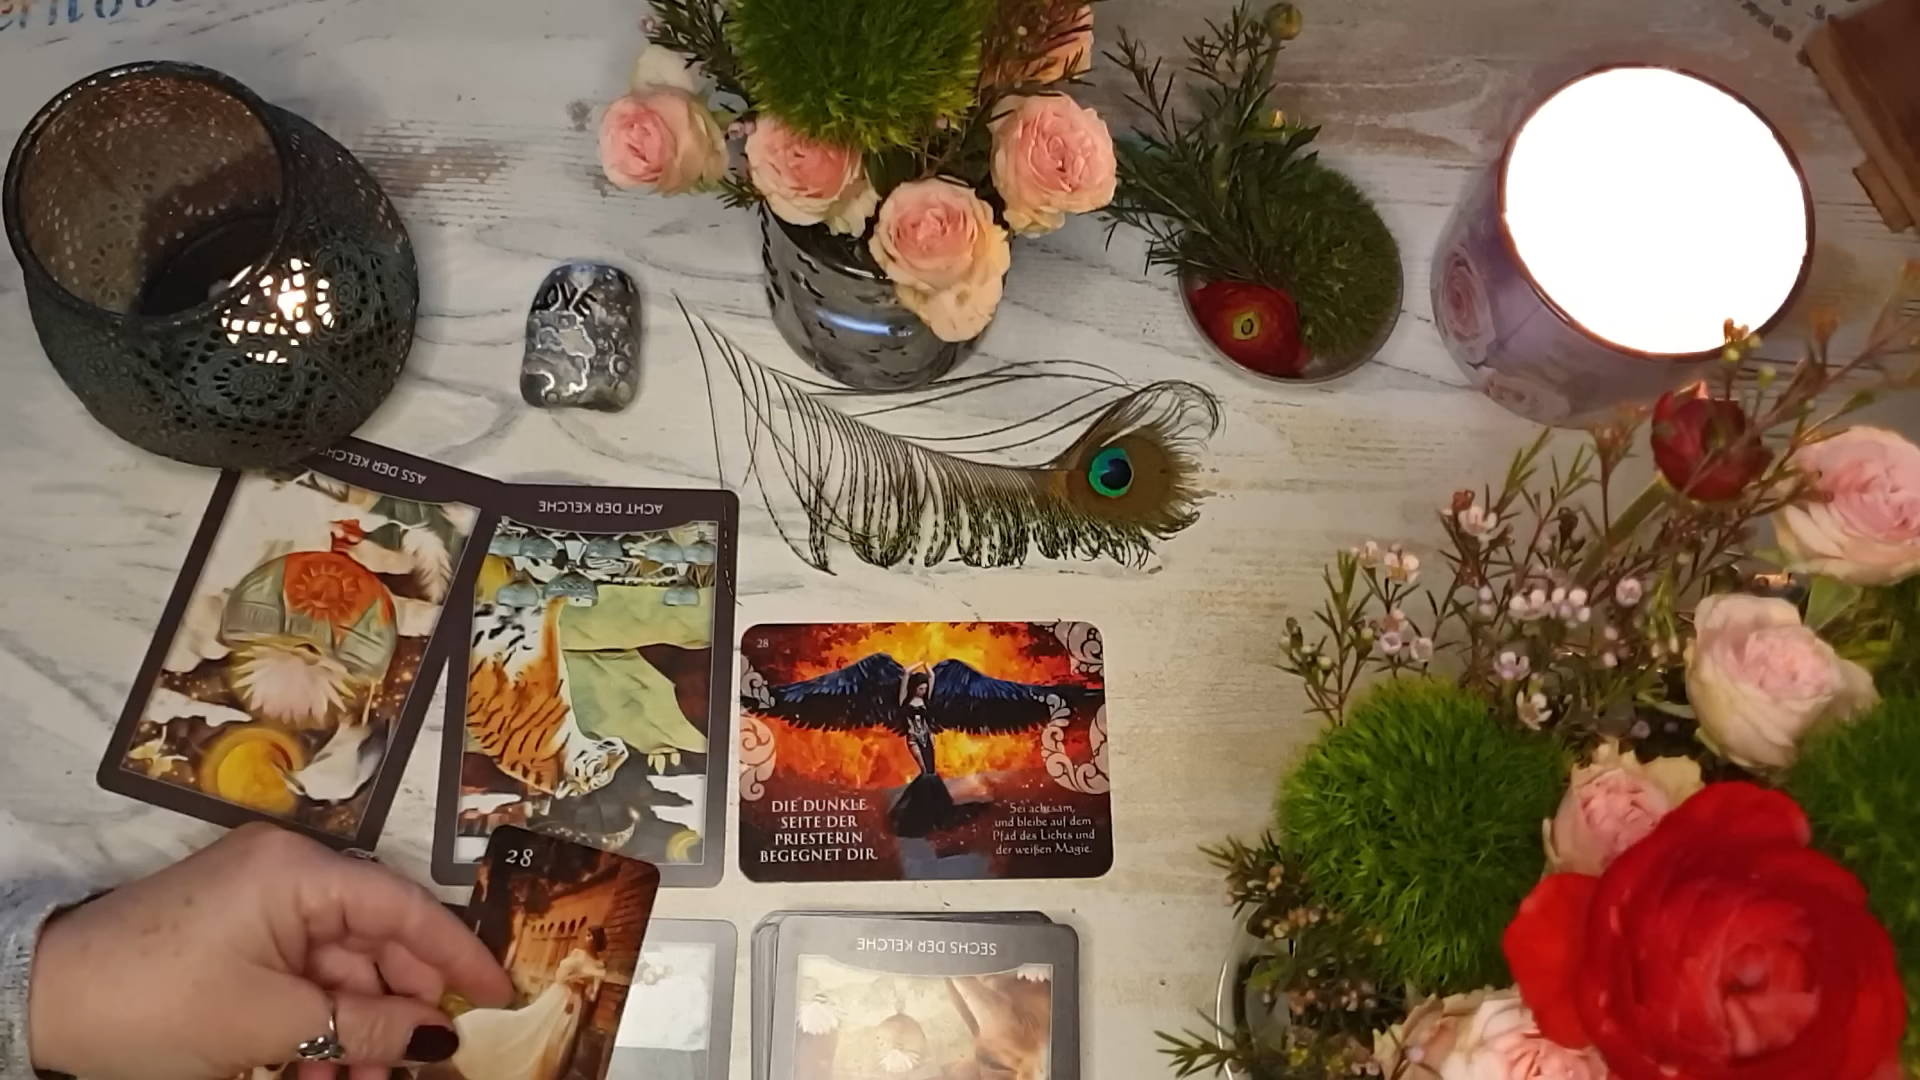 LOVE
ASS DER KELCHE
ACHT DER KELCHE
28
DIE DUNKLE
SEITE DER
PRIESTERIN
BEGEGNET DIR.
Sei achtsam,
und bleibe auf dem
Pfad des Lichts und
der weißen Magie.
28
SECHS DER KELCHE